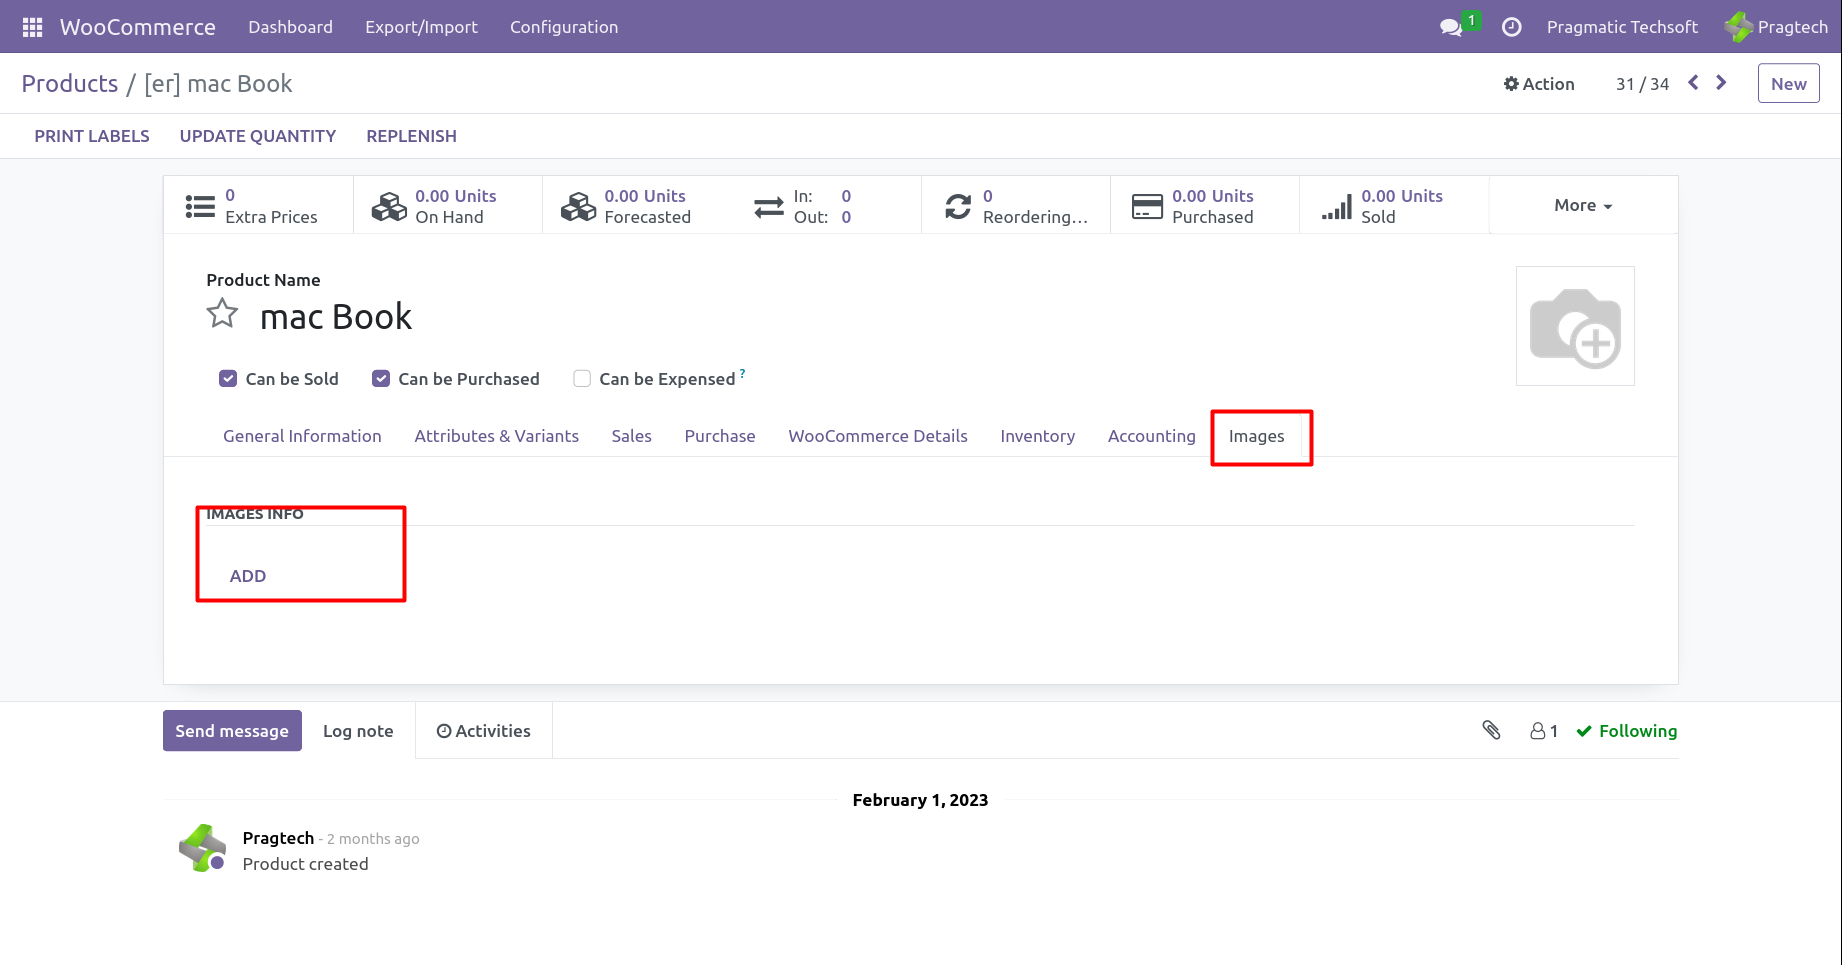 WooCommerce Dashboard Export/Import Configuration 1 Pragmatic Techsoft Pragtech
Products / [er] mac Book Action 31 / 34 New
PRINT LABELS UPDATE QUANTITY REPLENISH
0
Extra Prices
0.00 Units
On Hand
0.00 Units
Forecasted
In: 0
Out: 0
0
Reordering...
0.00 Units
Purchased
0.00 Units
Sold
More
Product Name
mac Book
Can be Sold Can be Purchased Can be Expensed ?
General Information Attributes & Variants Sales Purchase WooCommerce Details Inventory Accounting Images
IMAGES INFO
ADD
Send message Log note Activities 1 Following
February 1, 2023
Pragtech - 2 months ago
Product created